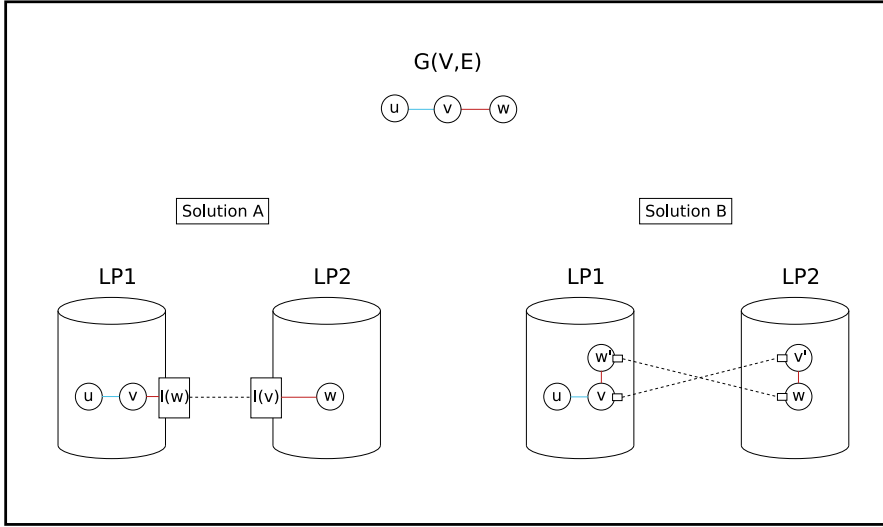 G(V,E)
u v w
Solution A
Solution B
LP1
LP2
LP1
LP2
w'
v'
u v I(w) I(v) w
u v w